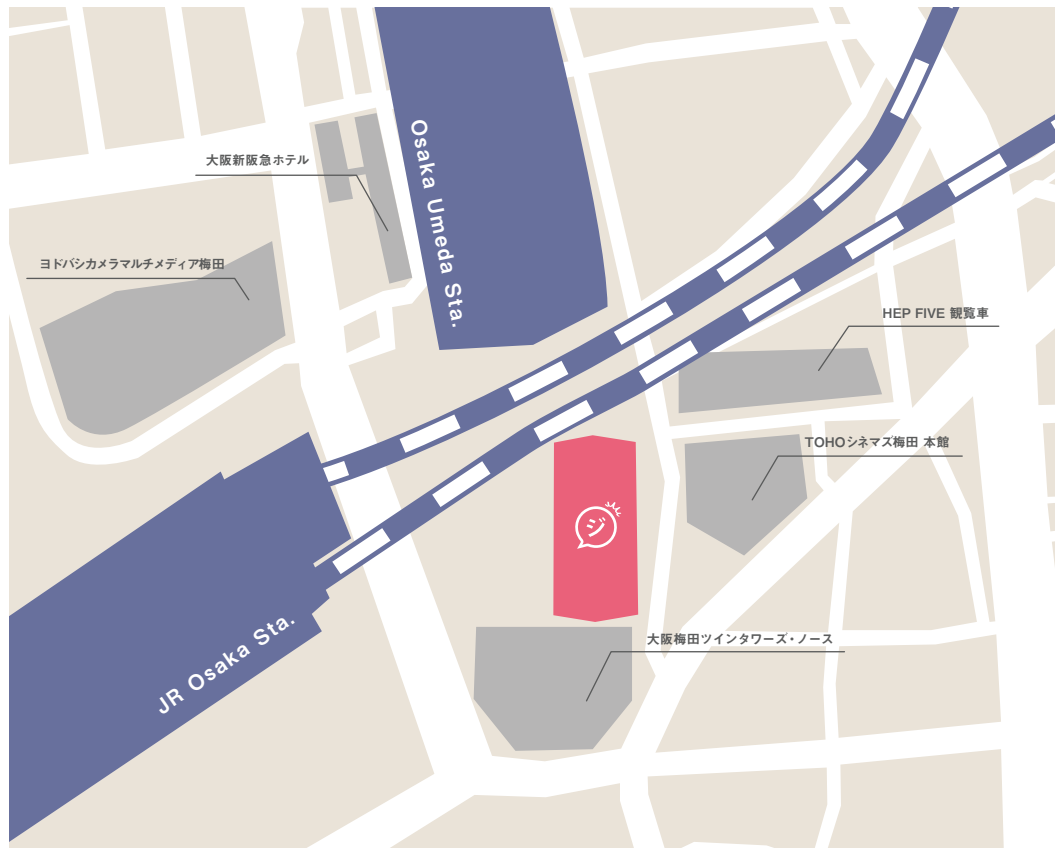 大阪新阪急ホテル
Osaka Umeda Sta.
ヨドバシカメラマルチメディア梅田
HEP FIVE 観覧車
TOHOシネマズ梅田 本館
ジ
JR Osaka Sta.
大阪梅田ツインタワーズ・ノース